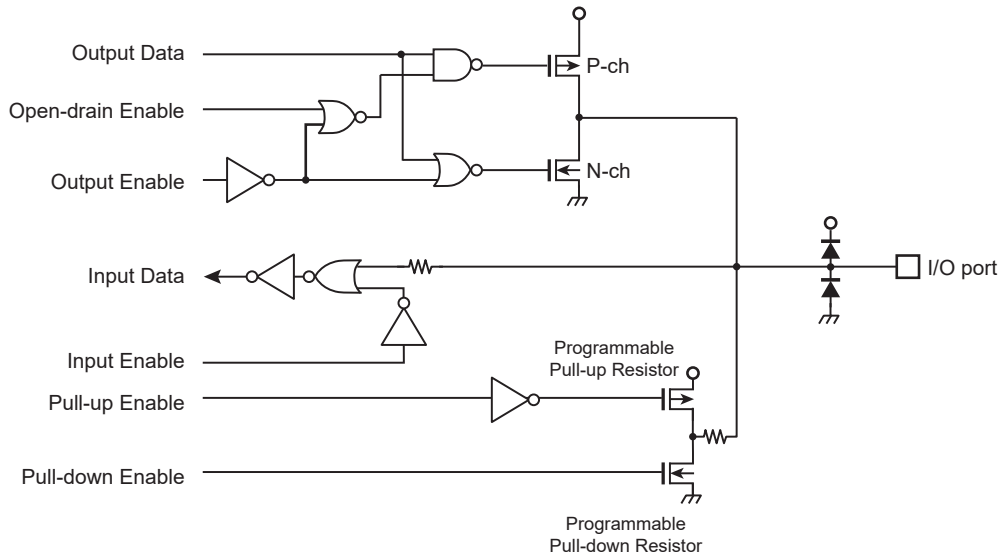 Output Data
P-ch
Open-drain Enable
Output Enable
N-ch
Input Data
I/O port
Input Enable
Programmable
Pull-up Resistor
Pull-up Enable
Pull-down Enable
Programmable
Pull-down Resistor